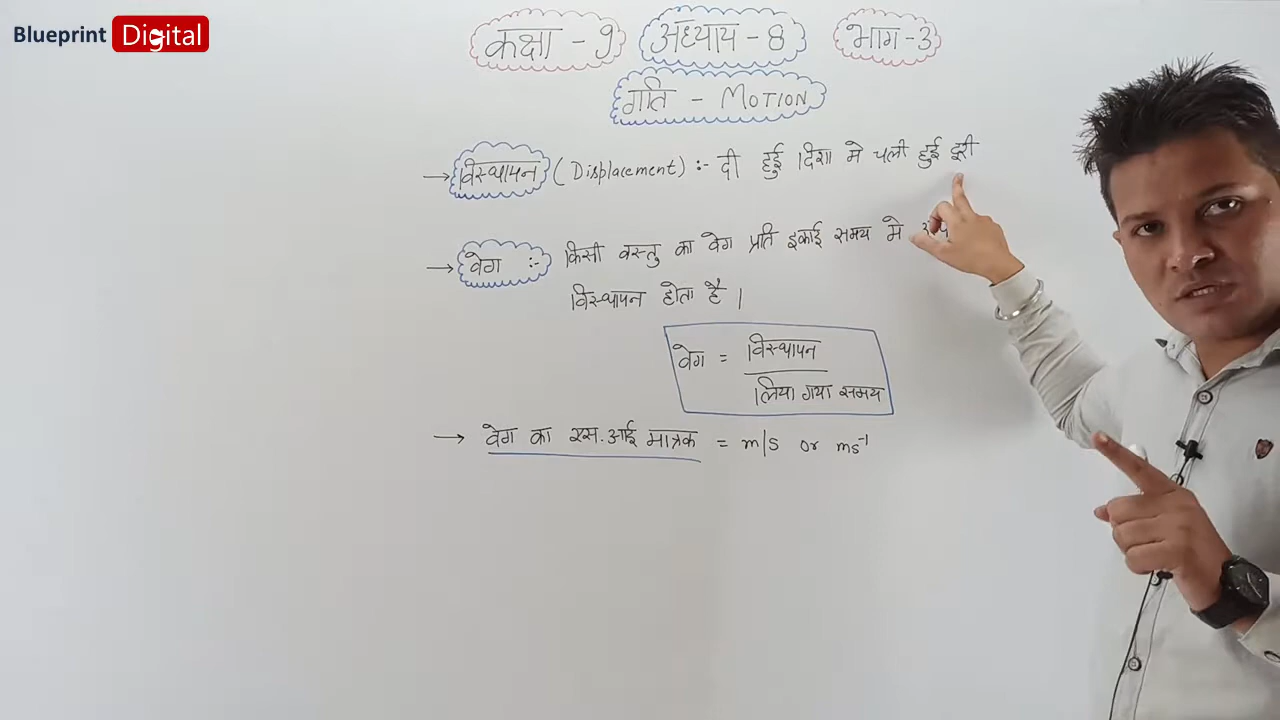 Blueprint Digital
कक्षा - 9 अध्याय - 8 भाग - 3
गति - MOTION
→ विस्थापन (Displacement) :- दी हुई दिशा मे चली हुई दूरी
→ वेग :- किसी वस्तु का वेग प्रति इकाई समय मे
विस्थापन होता है ।
वेग = विस्थापन
लिया गया समय
→ वेग का एस.आई मात्रक = m/s or ms⁻¹